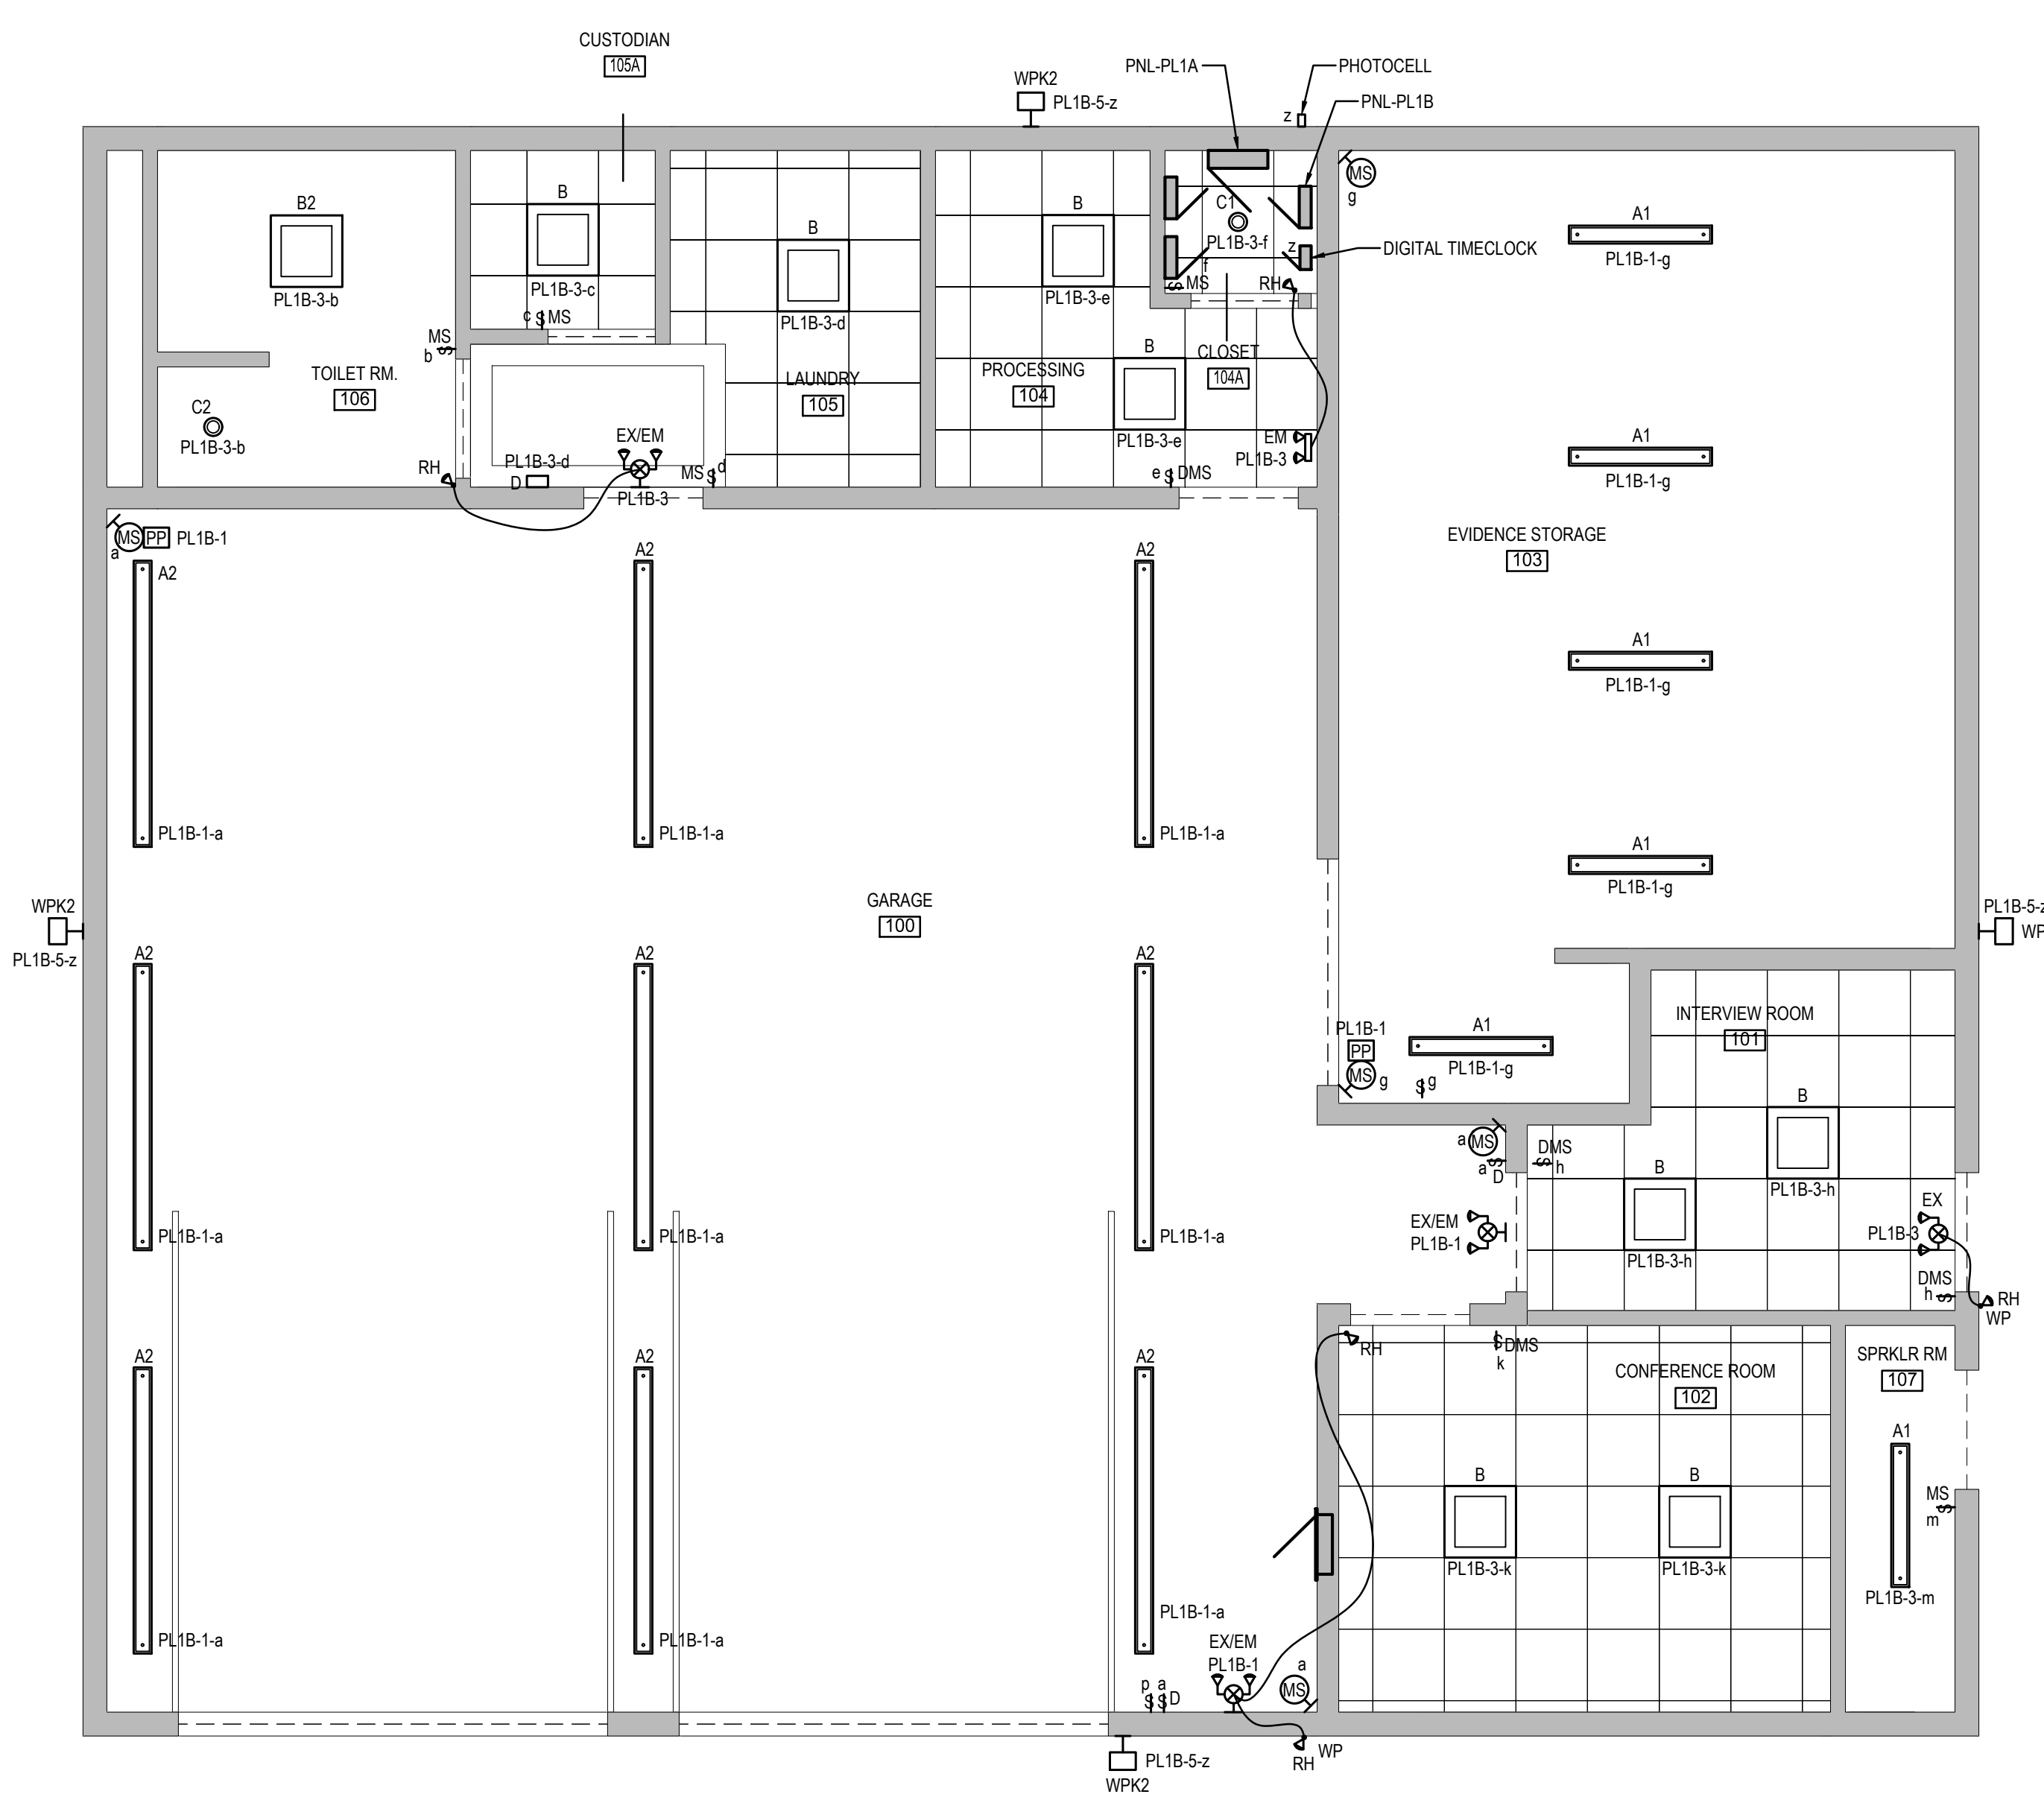 CUSTODIAN
105A
PNL-PL1A
PHOTOCELL
WPK2
PL1B-5-z
PNL-PL1B
z
MS
g
B2
PL1B-3-b
B
PL1B-3-c
B
PL1B-3-d
B
PL1B-3-e
C1
PL1B-3-f
z
DIGITAL TIMECLOCK
A1
PL1B-1-g
f
S MS
RH
c S MS
MS
b S
TOILET RM.
106
LAUNDRY
105
PROCESSING
104
B
PL1B-3-e
CLOSET
104A
C2
PL1B-3-b
RH
PL1B-3-d
D
EX/EM
PL1B-3
MS S d
e S DMS
EM
PL1B-3
A1
PL1B-1-g
EVIDENCE STORAGE
103
MS PP PL1B-1
a
A2
A2
A2
PL1B-1-a
PL1B-1-a
PL1B-1-a
A1
PL1B-1-g
A1
PL1B-1-g
GARAGE
100
WPK2
PL1B-5-z
PL1B-5-z
A2
A2
A2
PL1B-1-a
PL1B-1-a
PL1B-1-a
PL1B-1
PP
MS g
A1
PL1B-1-g
S g
INTERVIEW ROOM
101
a MS
a S
D
DMS
S h
B
PL1B-3-h
B
PL1B-3-h
EX/EM
PL1B-1
EX
PL1B-3
DMS
h S
RH
WP
A2
A2
A2
PL1B-1-a
PL1B-1-a
PL1B-1-a
RH
S DMS
k
CONFERENCE ROOM
102
SPRKLR RM
107
B
PL1B-3-k
B
PL1B-3-k
A1
PL1B-3-m
MS
m S
EX/EM
PL1B-1
a
MS
p a
S S D
WPK2
PL1B-5-z
RH
WP